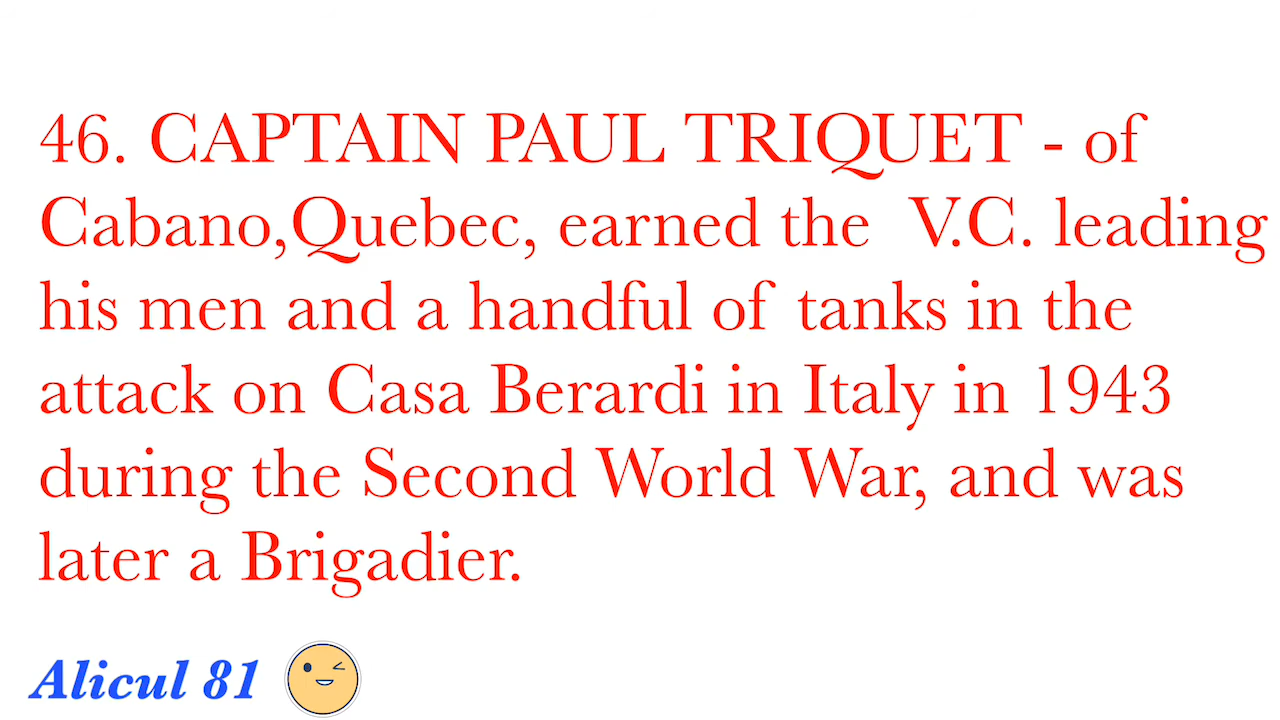 46. CAPTAIN PAUL TRIQUET - of
Cabano,Quebec, earned the  V.C. leading
his men and a handful of tanks in the
attack on Casa Berardi in Italy in 1943
during the Second World War, and was
later a Brigadier.
Alicul 81